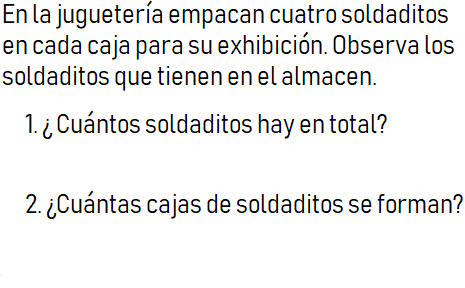 En la juguetería empacan cuatro soldaditos
en cada caja para su exhibición. Observa los
soldaditos que tienen en el almacen.
1. ¿ Cuántos soldaditos hay en total?
2. ¿Cuántas cajas de soldaditos se forman?